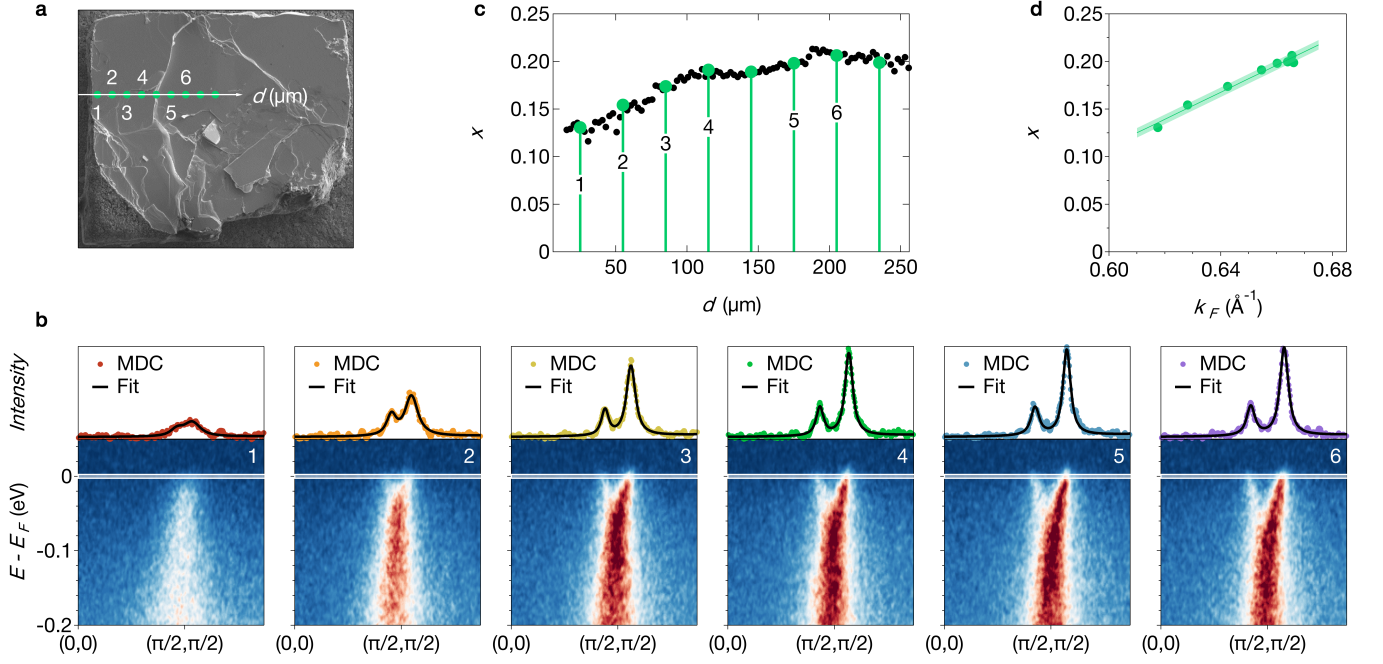 a
2 4 6
d (μm)
1 3 5
c
x
0.25
0.20
0.15
0.10
0.05
0
1
2
3
4
5
6
50 100 150 200 250
d (μm)
d
x
0.25
0.20
0.15
0.10
0.05
0
0.60 0.64 0.68
k F (Å-1)
b
Intensity
MDC
Fit
1
MDC
Fit
2
MDC
Fit
3
MDC
Fit
4
MDC
Fit
5
MDC
Fit
6
E - E F (eV)
0
-0.1
-0.2
(0,0) (π/2,π/2)
(0,0) (π/2,π/2)
(0,0) (π/2,π/2)
(0,0) (π/2,π/2)
(0,0) (π/2,π/2)
(0,0) (π/2,π/2)